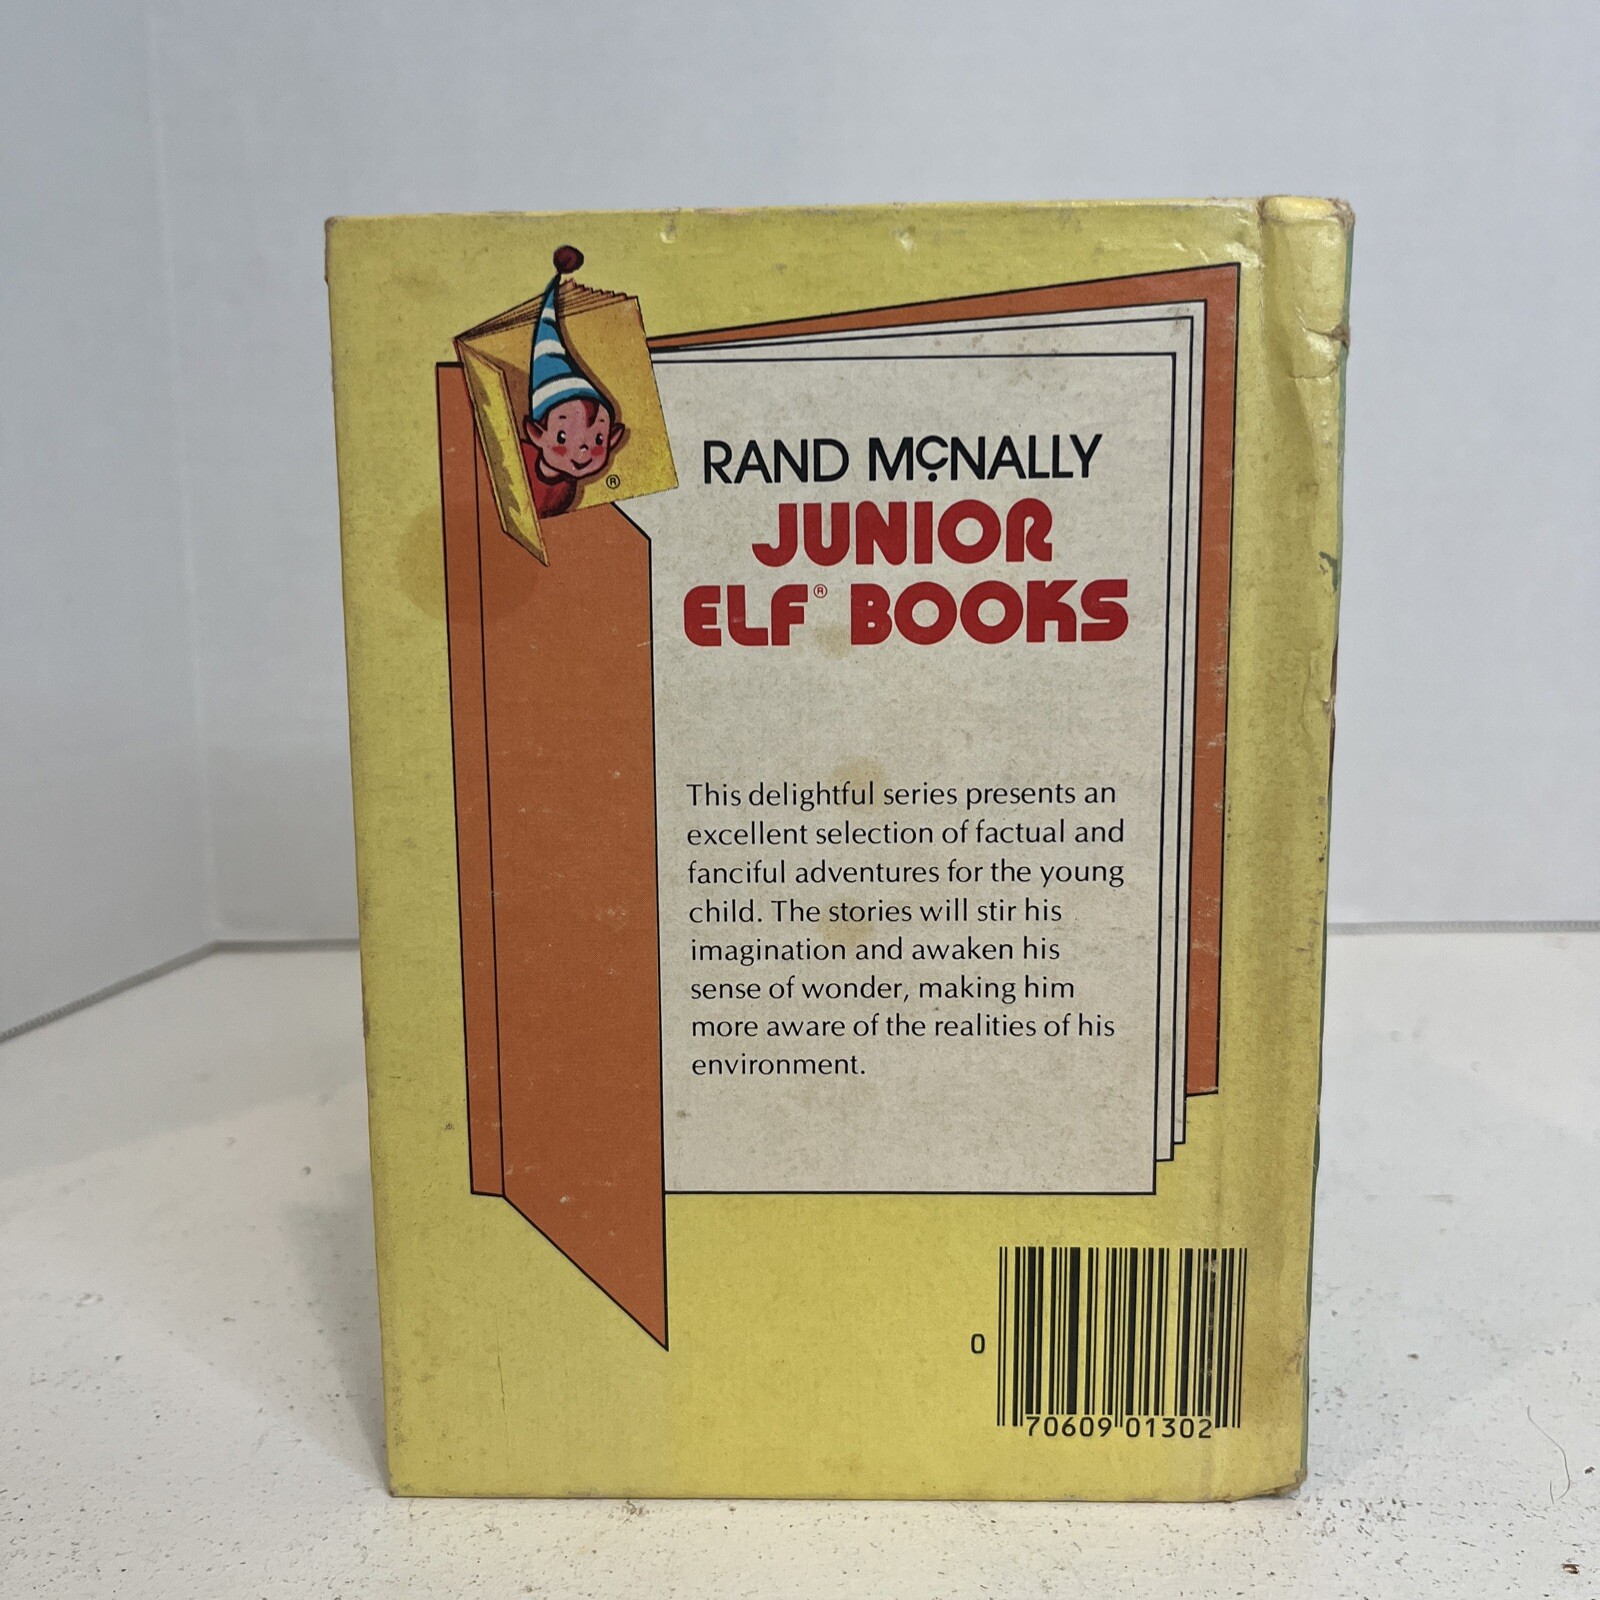 ®
RAND McNALLY
JUNIOR
ELF® BOOKS
This delightful series presents an
excellent selection of factual and
fanciful adventures for the young
child. The stories will stir his
imagination and awaken his
sense of wonder, making him
more aware of the realities of his
environment.
0 70609 01302